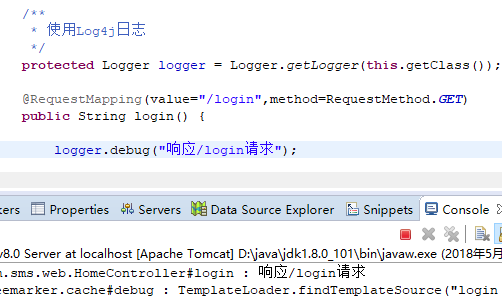 /**
* 使用Log4j日志
*/
protected Logger logger = Logger.getLogger(this.getClass());
@RequestMapping(value="/login",method=RequestMethod.GET)
public String login() {
logger.debug("响应/login请求");
Properties Servers Data Source Explorer Snippets Console
v8.0 Server at localhost [Apache Tomcat] D:\java\jdk1.8.0_101\bin\javaw.exe (2018年5月
.sms.web.HomeController#login : 响应/login请求
eemarker.cache#debug : TemplateLoader.findTemplateSource("login